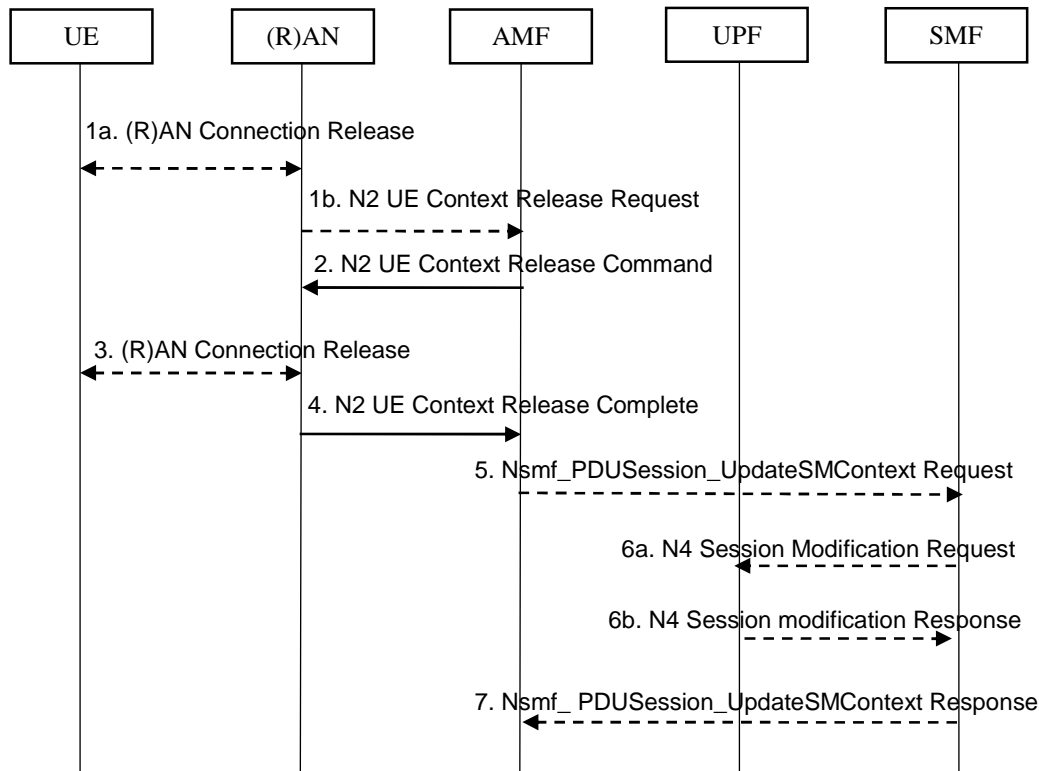 UE
(R)AN
AMF
UPF
SMF
1a. (R)AN Connection Release
1b. N2 UE Context Release Request
2. N2 UE Context Release Command
3. (R)AN Connection Release
4. N2 UE Context Release Complete
5. Nsmf_PDUSession_UpdateSMContext Request
6a. N4 Session Modification Request
6b. N4 Session modification Response
7. Nsmf_ PDUSession_UpdateSMContext Response